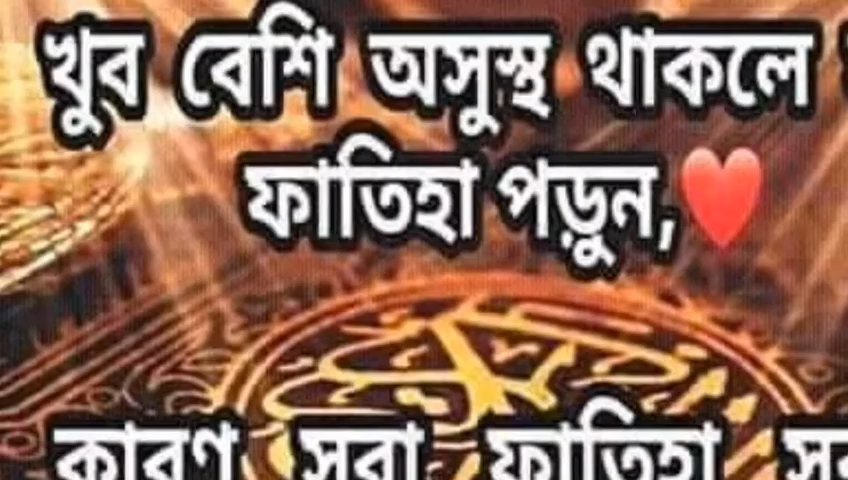 খুব বেশি অসুস্থ থাকলে
ফাতিহা পড়ুন,❤️
কারণ সূরা ফাতিহা